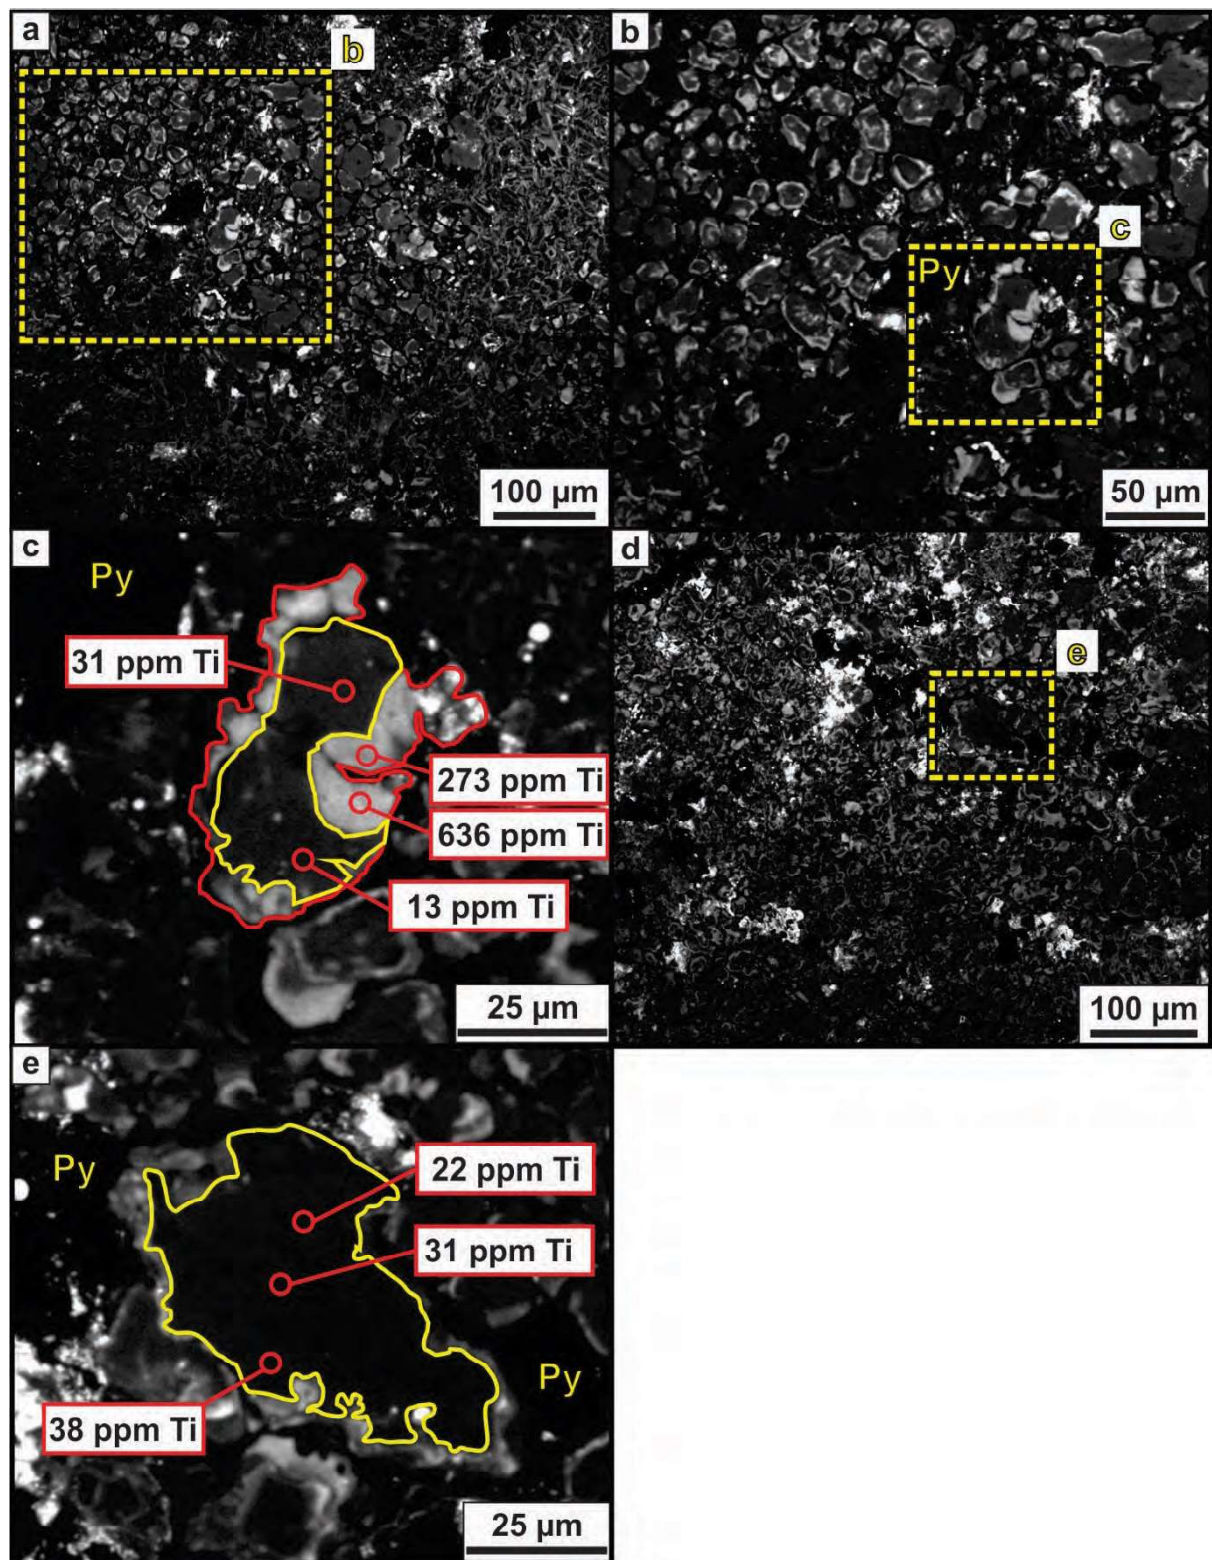 a
b
100 µm
b
c
Py
50 µm
c
Py
31 ppm Ti
273 ppm Ti
636 ppm Ti
13 ppm Ti
25 µm
d
e
100 µm
e
Py
22 ppm Ti
31 ppm Ti
Py
38 ppm Ti
25 µm